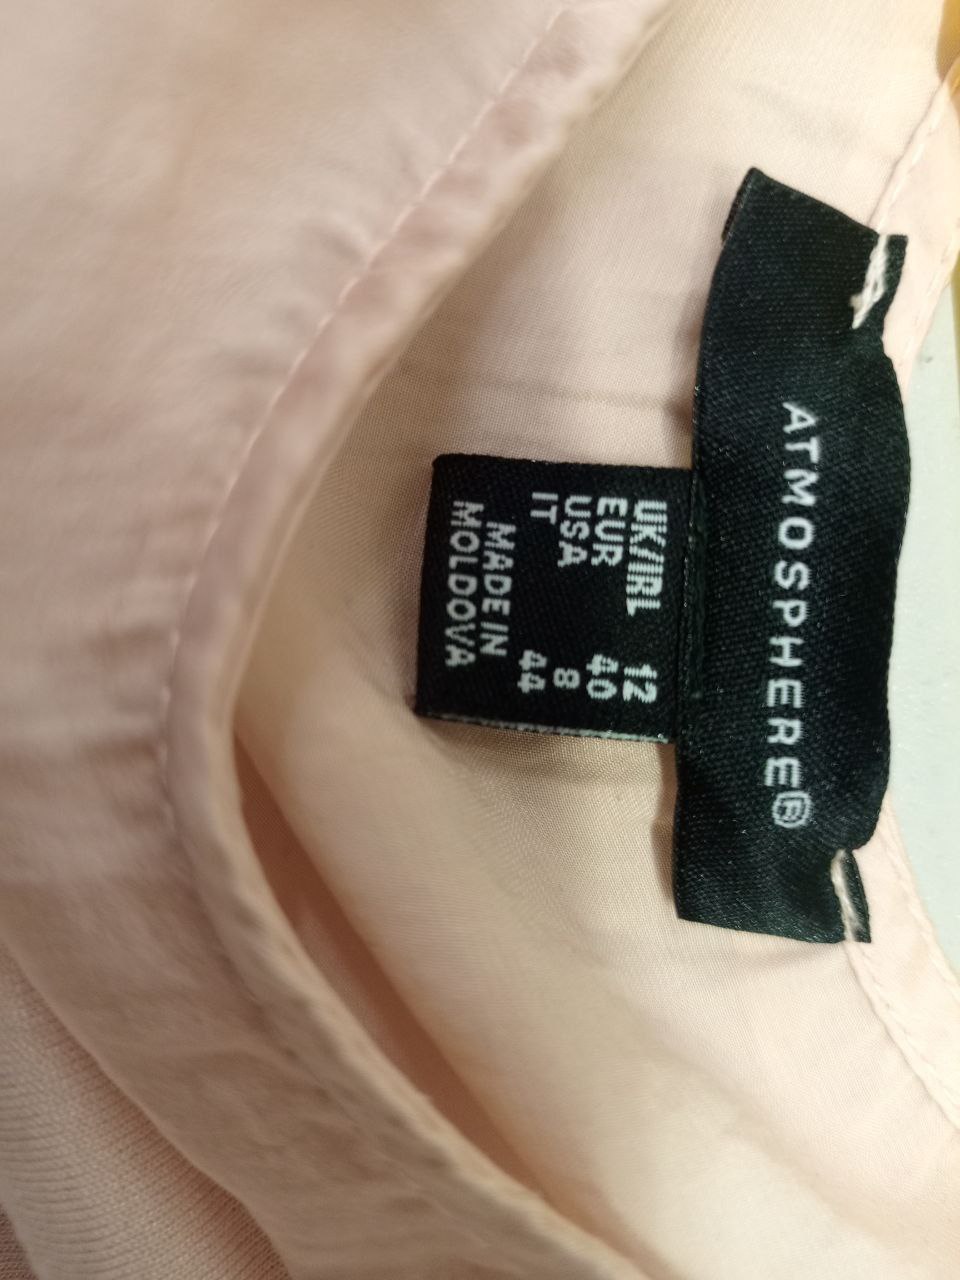 ATMOSPHERE®
UK/IRL 12
EUR 40
USA 8
IT 44
MADE IN
MOLDOVA